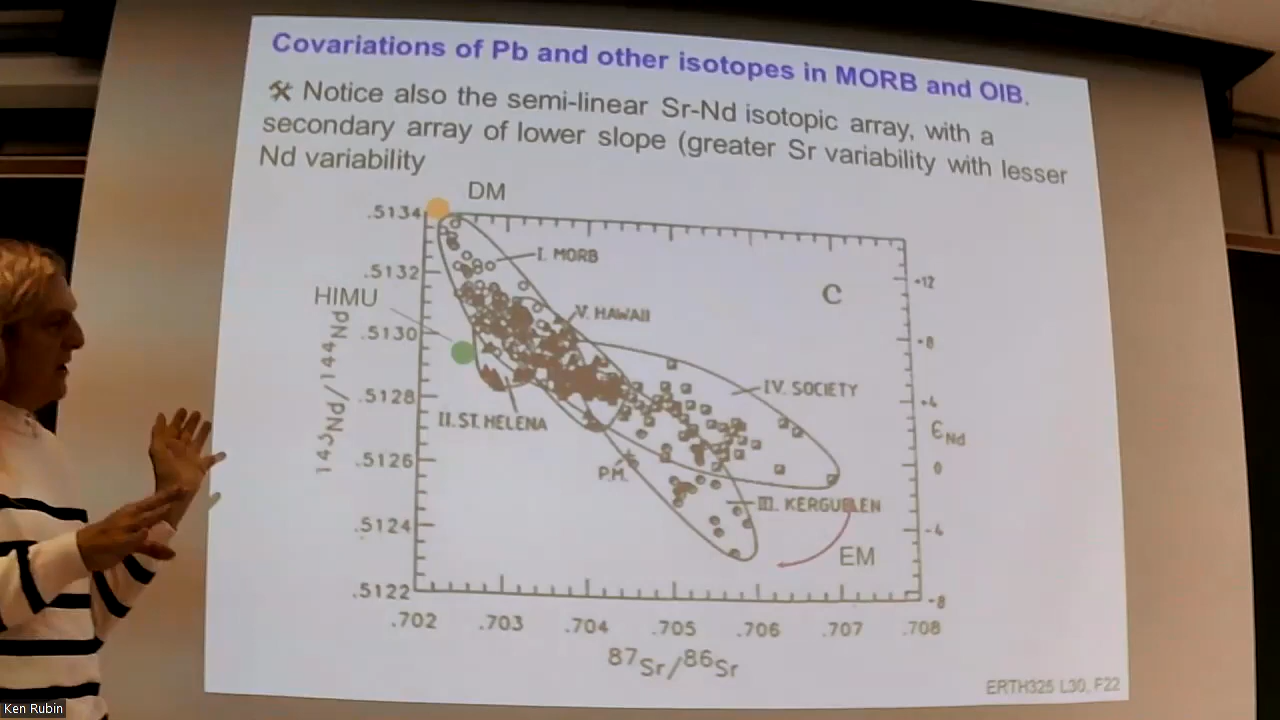 Covariations of Pb and other isotopes in MORB and OIB.
Notice also the semi-linear Sr-Nd isotopic array, with a
secondary array of lower slope (greater Sr variability with lesser
Nd variability
DM
.5134
I. MORB
.5132
+12
C
HIMU
V. HAWAII
.5130
+8
143Nd/144Nd
IV. SOCIETY
.5128
+4
II. ST. HELENA
εNd
.5126
0
P.M.
III. KERGUELEN
.5124
-4
EM
.5122
-8
.702 .703 .704 .705 .706 .707 .708
87Sr/86Sr
ERTH325 L30, F22
Ken Rubin